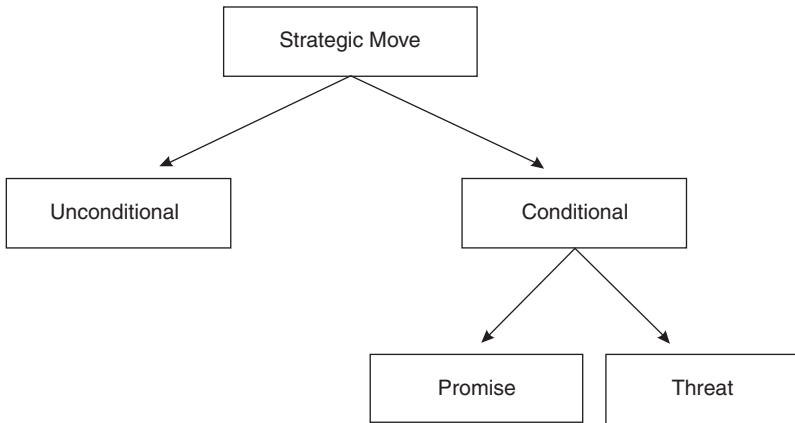 Strategic Move
Unconditional
Conditional
Promise
Threat